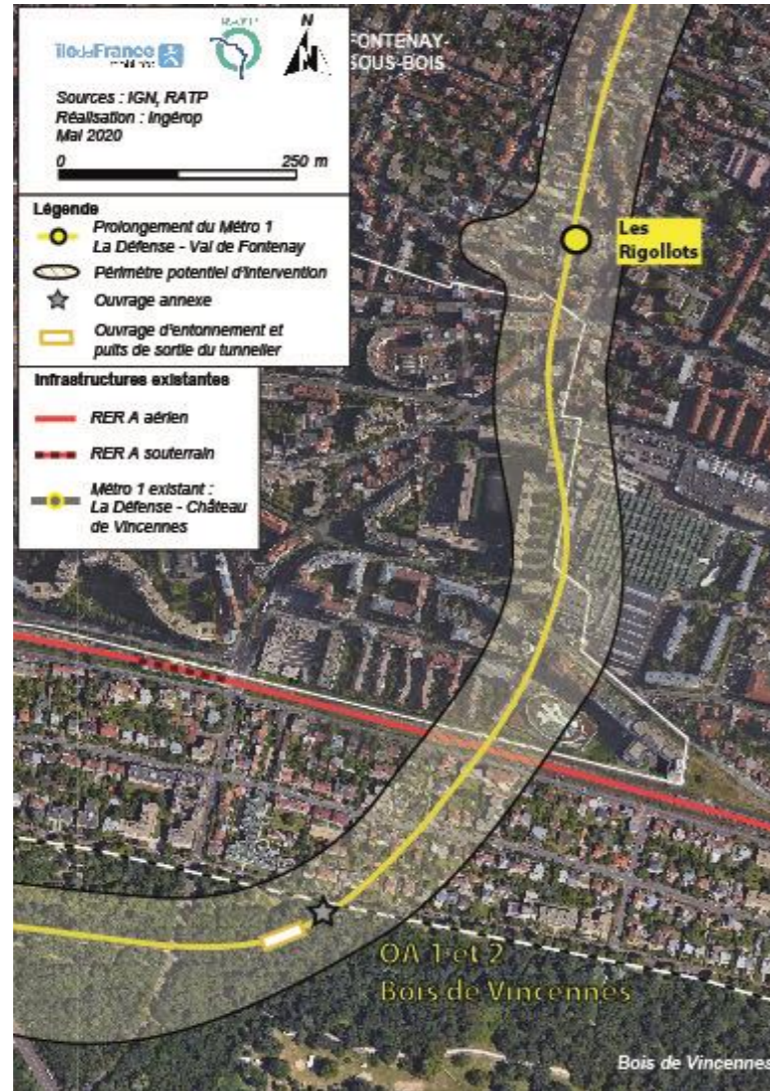 îledeFrance
RATP
N
FONTENAY-
SOUS-BOIS
Sources : IGN, RATP
Réalisation : Ingérop
Mai 2020
0 250 m
Légende
Prolongement du Métro 1
La Défense - Val de Fontenay
Périmètre potentiel d'intervention
Ouvrage annexe
Ouvrage d'entonnement et
puits de sortie du tunnelier
Infrastructures existantes
RER A aérien
RER A souterrain
Métro 1 existant :
La Défense - Château
de Vincennes
Les
Rigollots
OA 1 et 2
Bois de Vincennes
Bois de Vincennes